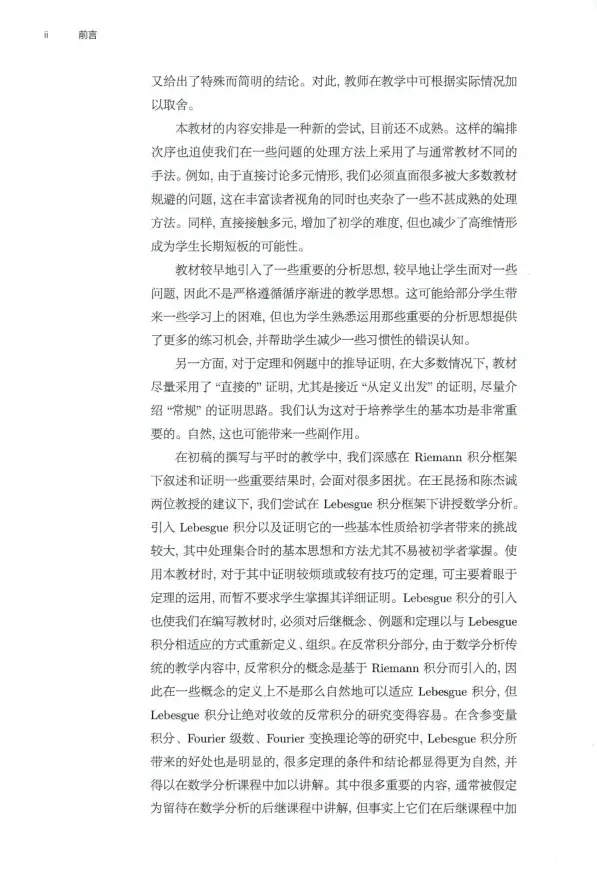 ii 前言
又给出了特殊而简明的结论。对此, 教师在教学中可根据实际情况加
以取舍。
本教材的内容安排是一种新的尝试, 目前还不成熟。这样的编排
次序也迫使我们在一些问题的处理方法上采用了与通常教材不同的
手法。例如, 由于直接讨论多元情形, 我们必须直面很多被大多数教材
规避的问题, 这在丰富读者视角的同时也夹杂了一些不甚成熟的处理
方法。同样, 直接接触多元, 增加了初学的难度, 但也减少了高维情形
成为学生长期短板的可能性。
教材较早地引入了一些重要的分析思想, 较早地让学生面对一些
问题, 因此不是严格遵循循序渐进的教学思想。这可能给部分学生带
来一些学习上的困难, 但也为学生熟悉运用那些重要的分析思想提供
了更多的练习机会, 并帮助学生减少一些习惯性的错误认知。
另一方面, 对于定理和例题中的推导证明, 在大多数情况下, 教材
尽量采用了 “直接的” 证明, 尤其是接近 “从定义出发” 的证明, 尽量介
绍 “常规” 的证明思路。我们认为这对于培养学生的基本功是非常重
要的。自然, 这也可能带来一些副作用。
在初稿的撰写与平时的教学中, 我们深感在 Riemann 积分框架
下叙述和证明一些重要结果时, 会面对很多困扰。在王昆扬和陈杰诚
两位教授的建议下, 我们尝试在 Lebesgue 积分框架下讲授数学分析。
引入 Lebesgue 积分以及证明它的一些基本性质给初学者带来的挑战
较大, 其中处理集合时的基本思想和方法尤其不易被初学者掌握。使
用本教材时, 对于其中证明较烦琐或较有技巧的定理, 可主要着眼于
定理的运用, 而暂不要求学生掌握其详细证明。Lebesgue 积分的引入
也使我们在编写教材时, 必须对后继概念、例题和定理以与 Lebesgue
积分相适应的方式重新定义、组织。在反常积分部分, 由于数学分析传
统的教学内容中, 反常积分的概念是基于 Riemann 积分而引入的, 因
此在一些概念的定义上不是那么自然地可以适应 Lebesgue 积分, 但
Lebesgue 积分让绝对收敛的反常积分的研究变得容易。在含参变量
积分、Fourier 级数、Fourier 变换理论等的研究中, Lebesgue 积分所
带来的好处也是明显的, 很多定理的条件和结论都显得更为自然, 并
得以在数学分析课程中加以讲解。其中很多重要的内容, 通常被假定
为留待在数学分析的后继课程中讲解, 但事实上它们在后继课程中加